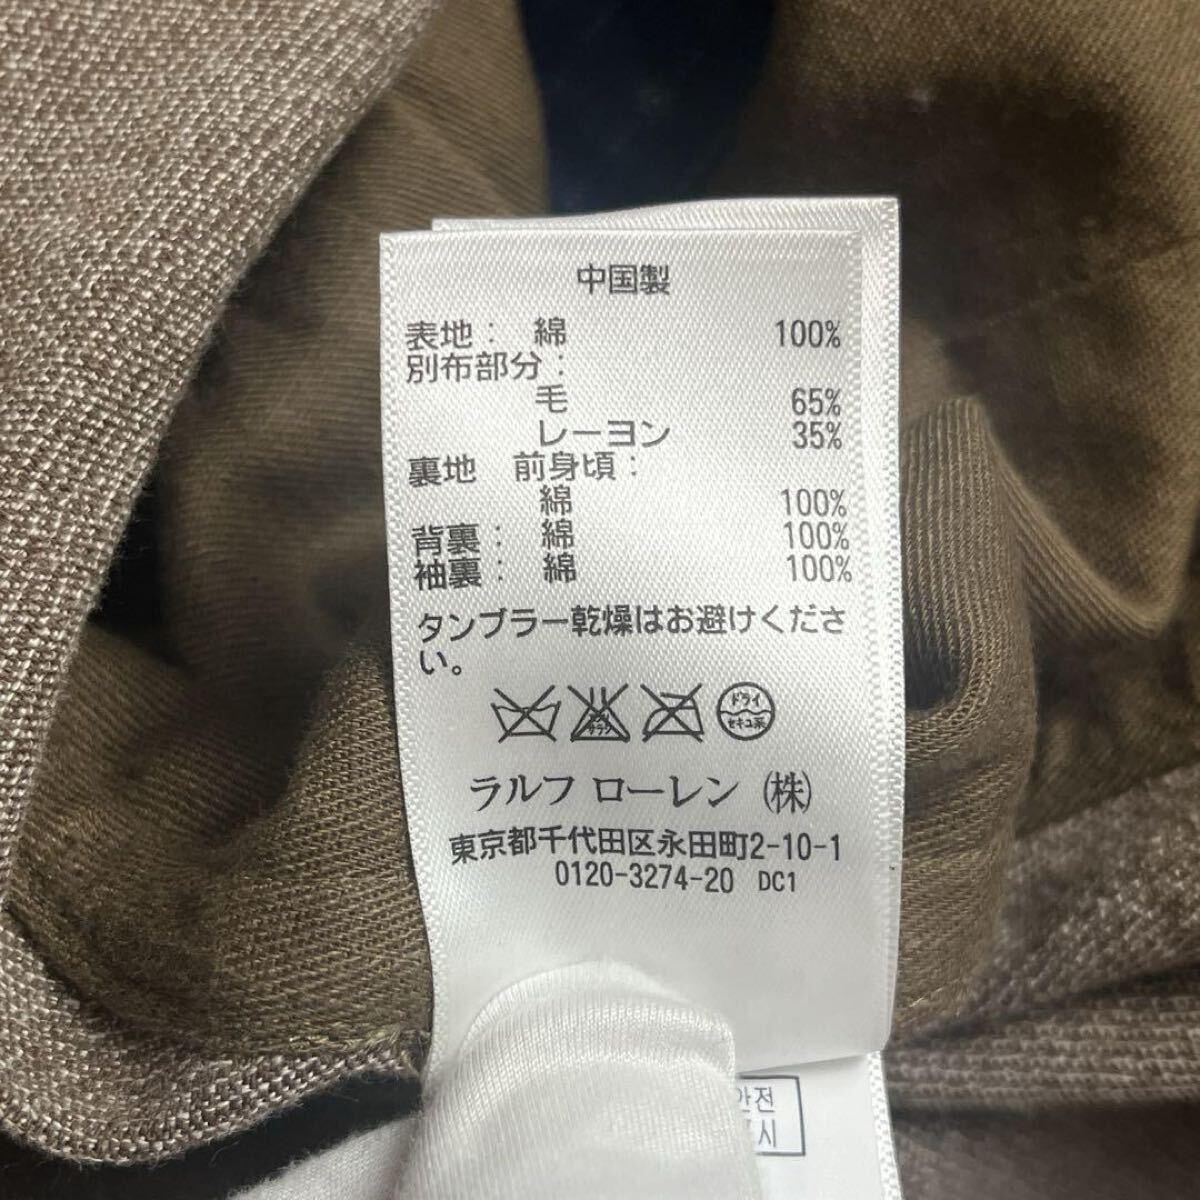 中国製
表地： 綿 100%
別布部分：
毛 65%
レーヨン 35%
裏地 前身頃：
綿 100%
背裏： 綿 100%
袖裏： 綿 100%
タンブラー乾燥はお避けくださ
い。
ドライ
セキユ系
ラルフ ローレン (株)
東京都千代田区永田町2-10-1
0120-3274-20 DC1
안전
표시